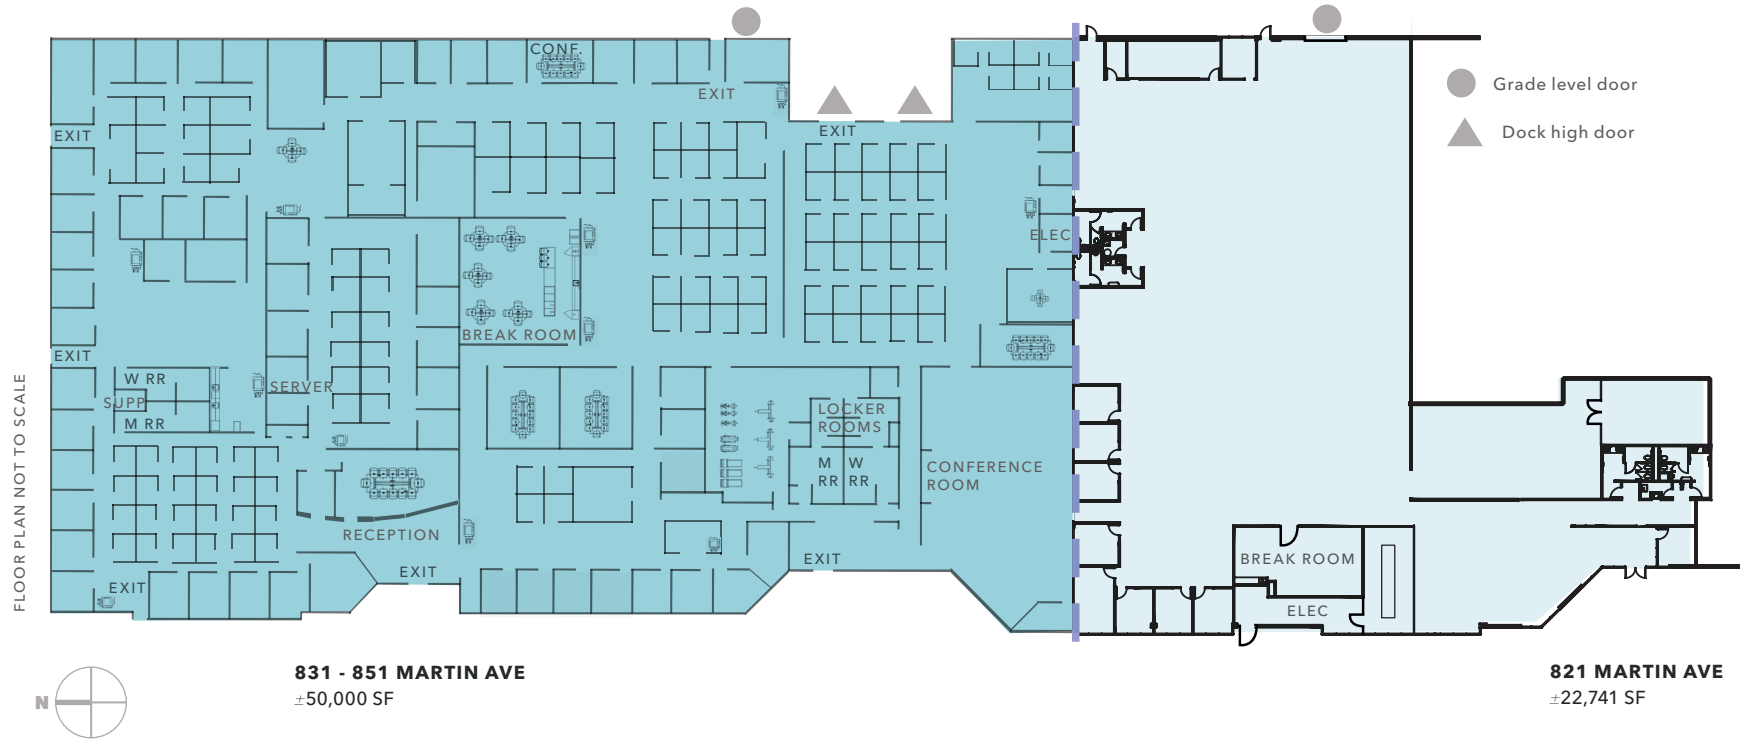 CONF.
EXIT
Grade level door
EXIT
EXIT
Dock high door
ELEC
BREAK ROOM
EXIT
W RR
SUPP
M RR
SERVER
LOCKER
ROOMS
M
RR
W
RR
CONFERENCE
ROOM
RECEPTION
EXIT
EXIT
EXIT
BREAK ROOM
ELEC
FLOOR PLAN NOT TO SCALE
N
831 - 851 MARTIN AVE
±50,000 SF
821 MARTIN AVE
±22,741 SF